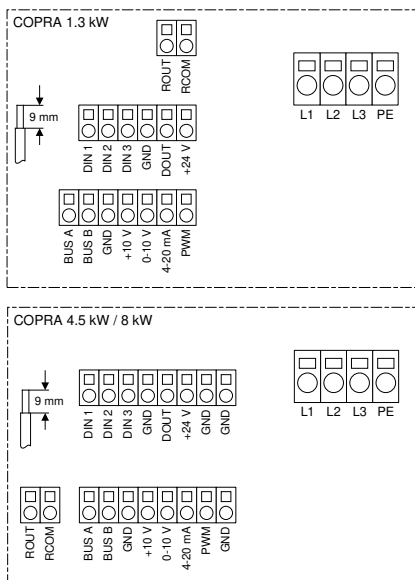 COPRA 1.3 kW
ROUT
RCOM
L1 L2 L3 PE
9 mm
DIN 1
DIN 2
DIN 3
GND
DOUT
+24 V
BUS A
BUS B
GND
+10 V
0-10 V
4-20 mA
PWM
COPRA 4.5 kW / 8 kW
L1 L2 L3 PE
9 mm
DIN 1
DIN 2
DIN 3
GND
DOUT
+24 V
GND
GND
ROUT
RCOM
BUS A
BUS B
GND
+10 V
0-10 V
4-20 mA
PWM
GND